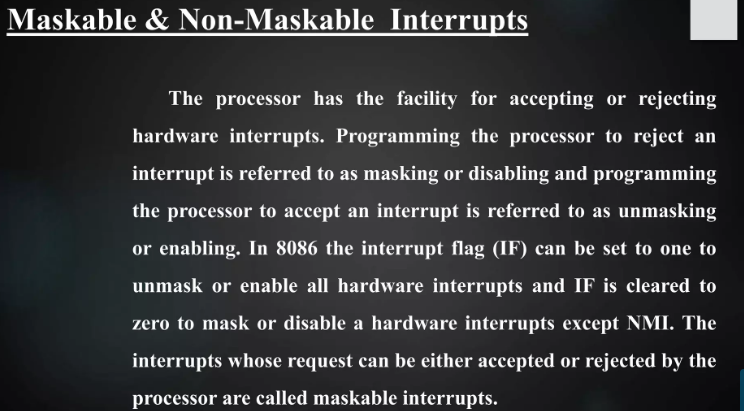 Maskable & Non-Maskable Interrupts
The processor has the facility for accepting or rejecting
hardware interrupts. Programming the processor to reject an
interrupt is referred to as masking or disabling and programming
the processor to accept an interrupt is referred to as unmasking
or enabling. In 8086 the interrupt flag (IF) can be set to one to
unmask or enable all hardware interrupts and IF is cleared to
zero to mask or disable a hardware interrupts except NMI. The
interrupts whose request can be either accepted or rejected by the
processor are called maskable interrupts.